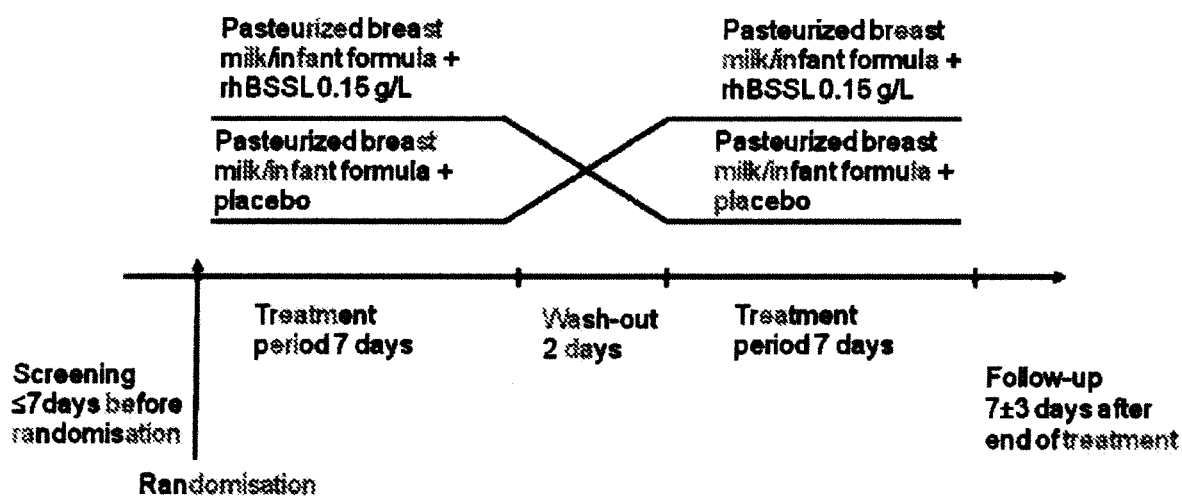 Pasteurized breast
milk/infant formula +
rhBSSL 0.15 g/L
Pasteurized breast
milk/infant formula +
rhBSSL 0.15 g/L
Pasteurized breast
milk/infant formula +
placebo
Pasteurized breast
milk/infant formula +
placebo
Treatment
period 7 days
Wash-out
2 days
Treatment
period 7 days
Screening
≤7days before
randomisation
Follow-up
7±3 days after
end of treatment
Randomisation